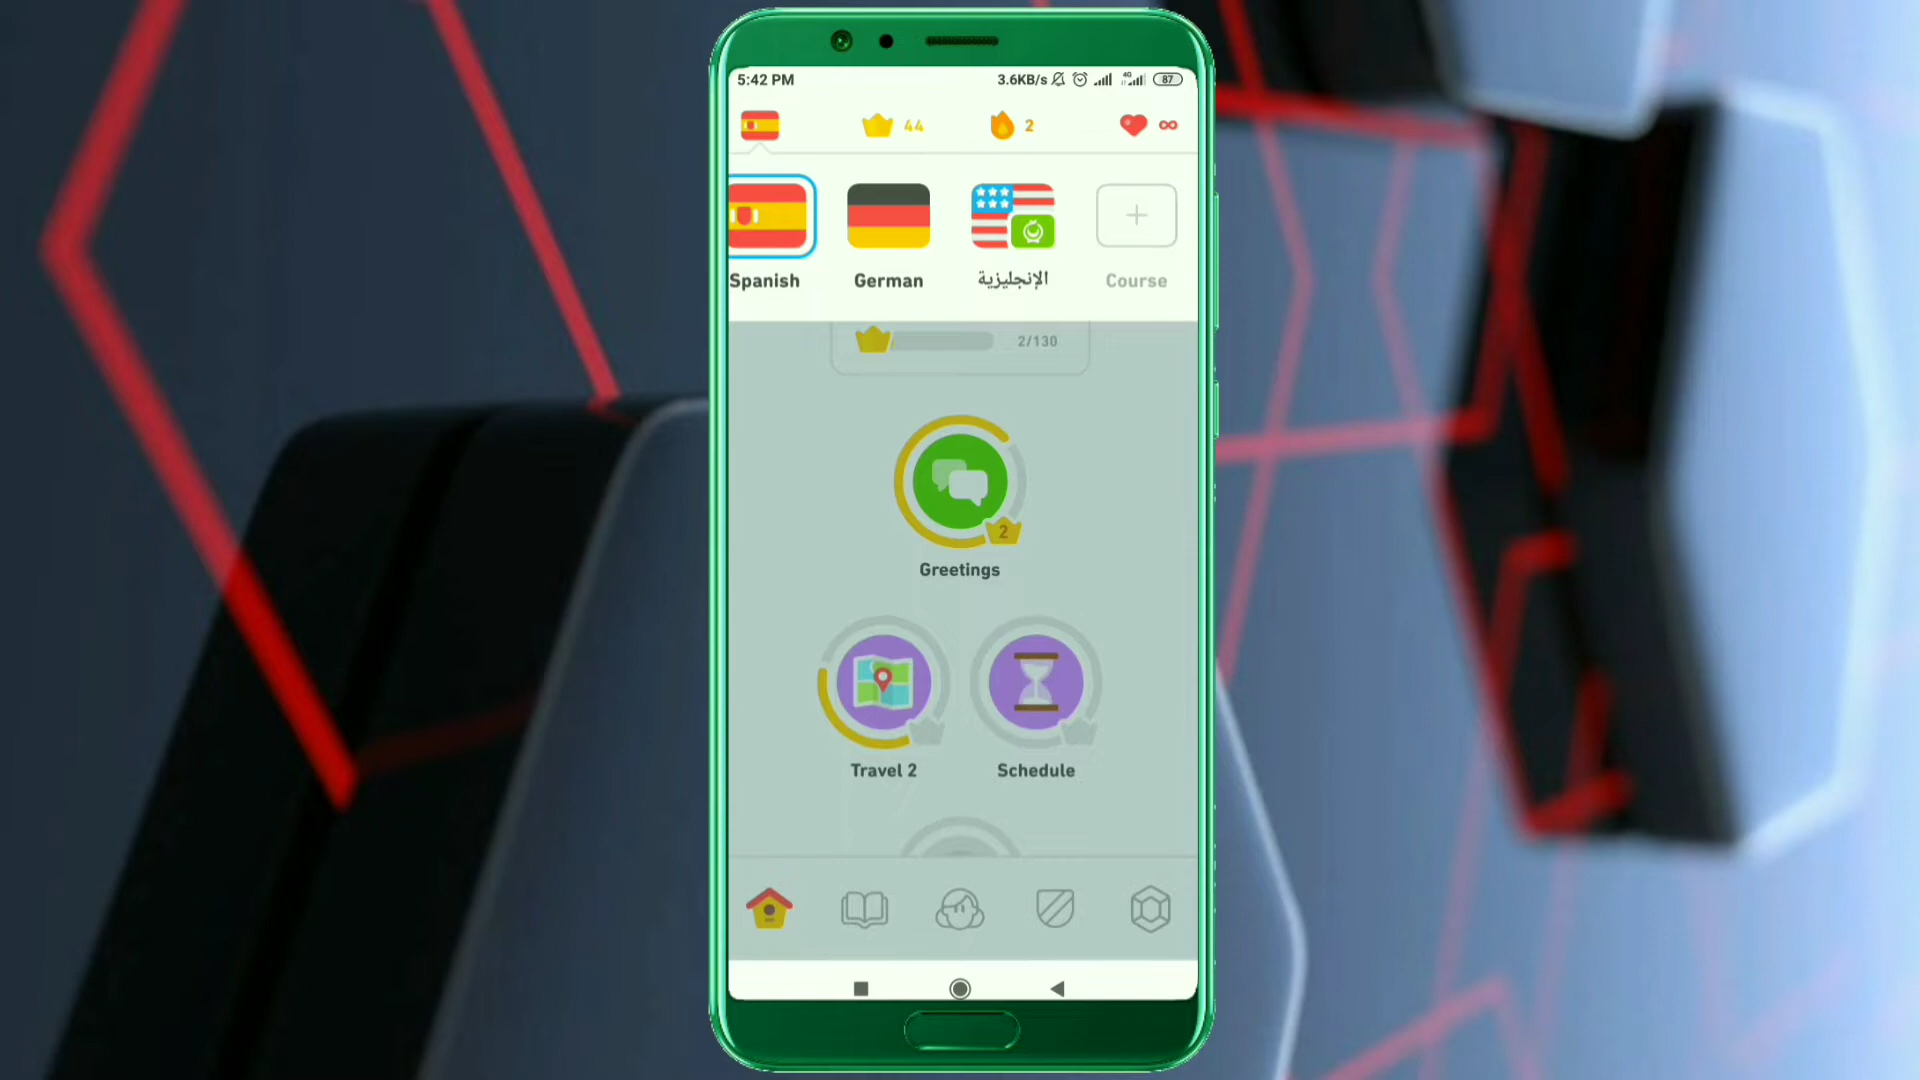 5:42 PM 3.6KB/s 4G 87
44 2 ∞
Spanish German الإنجليزية Course
2/130
2
Greetings
Travel 2 Schedule